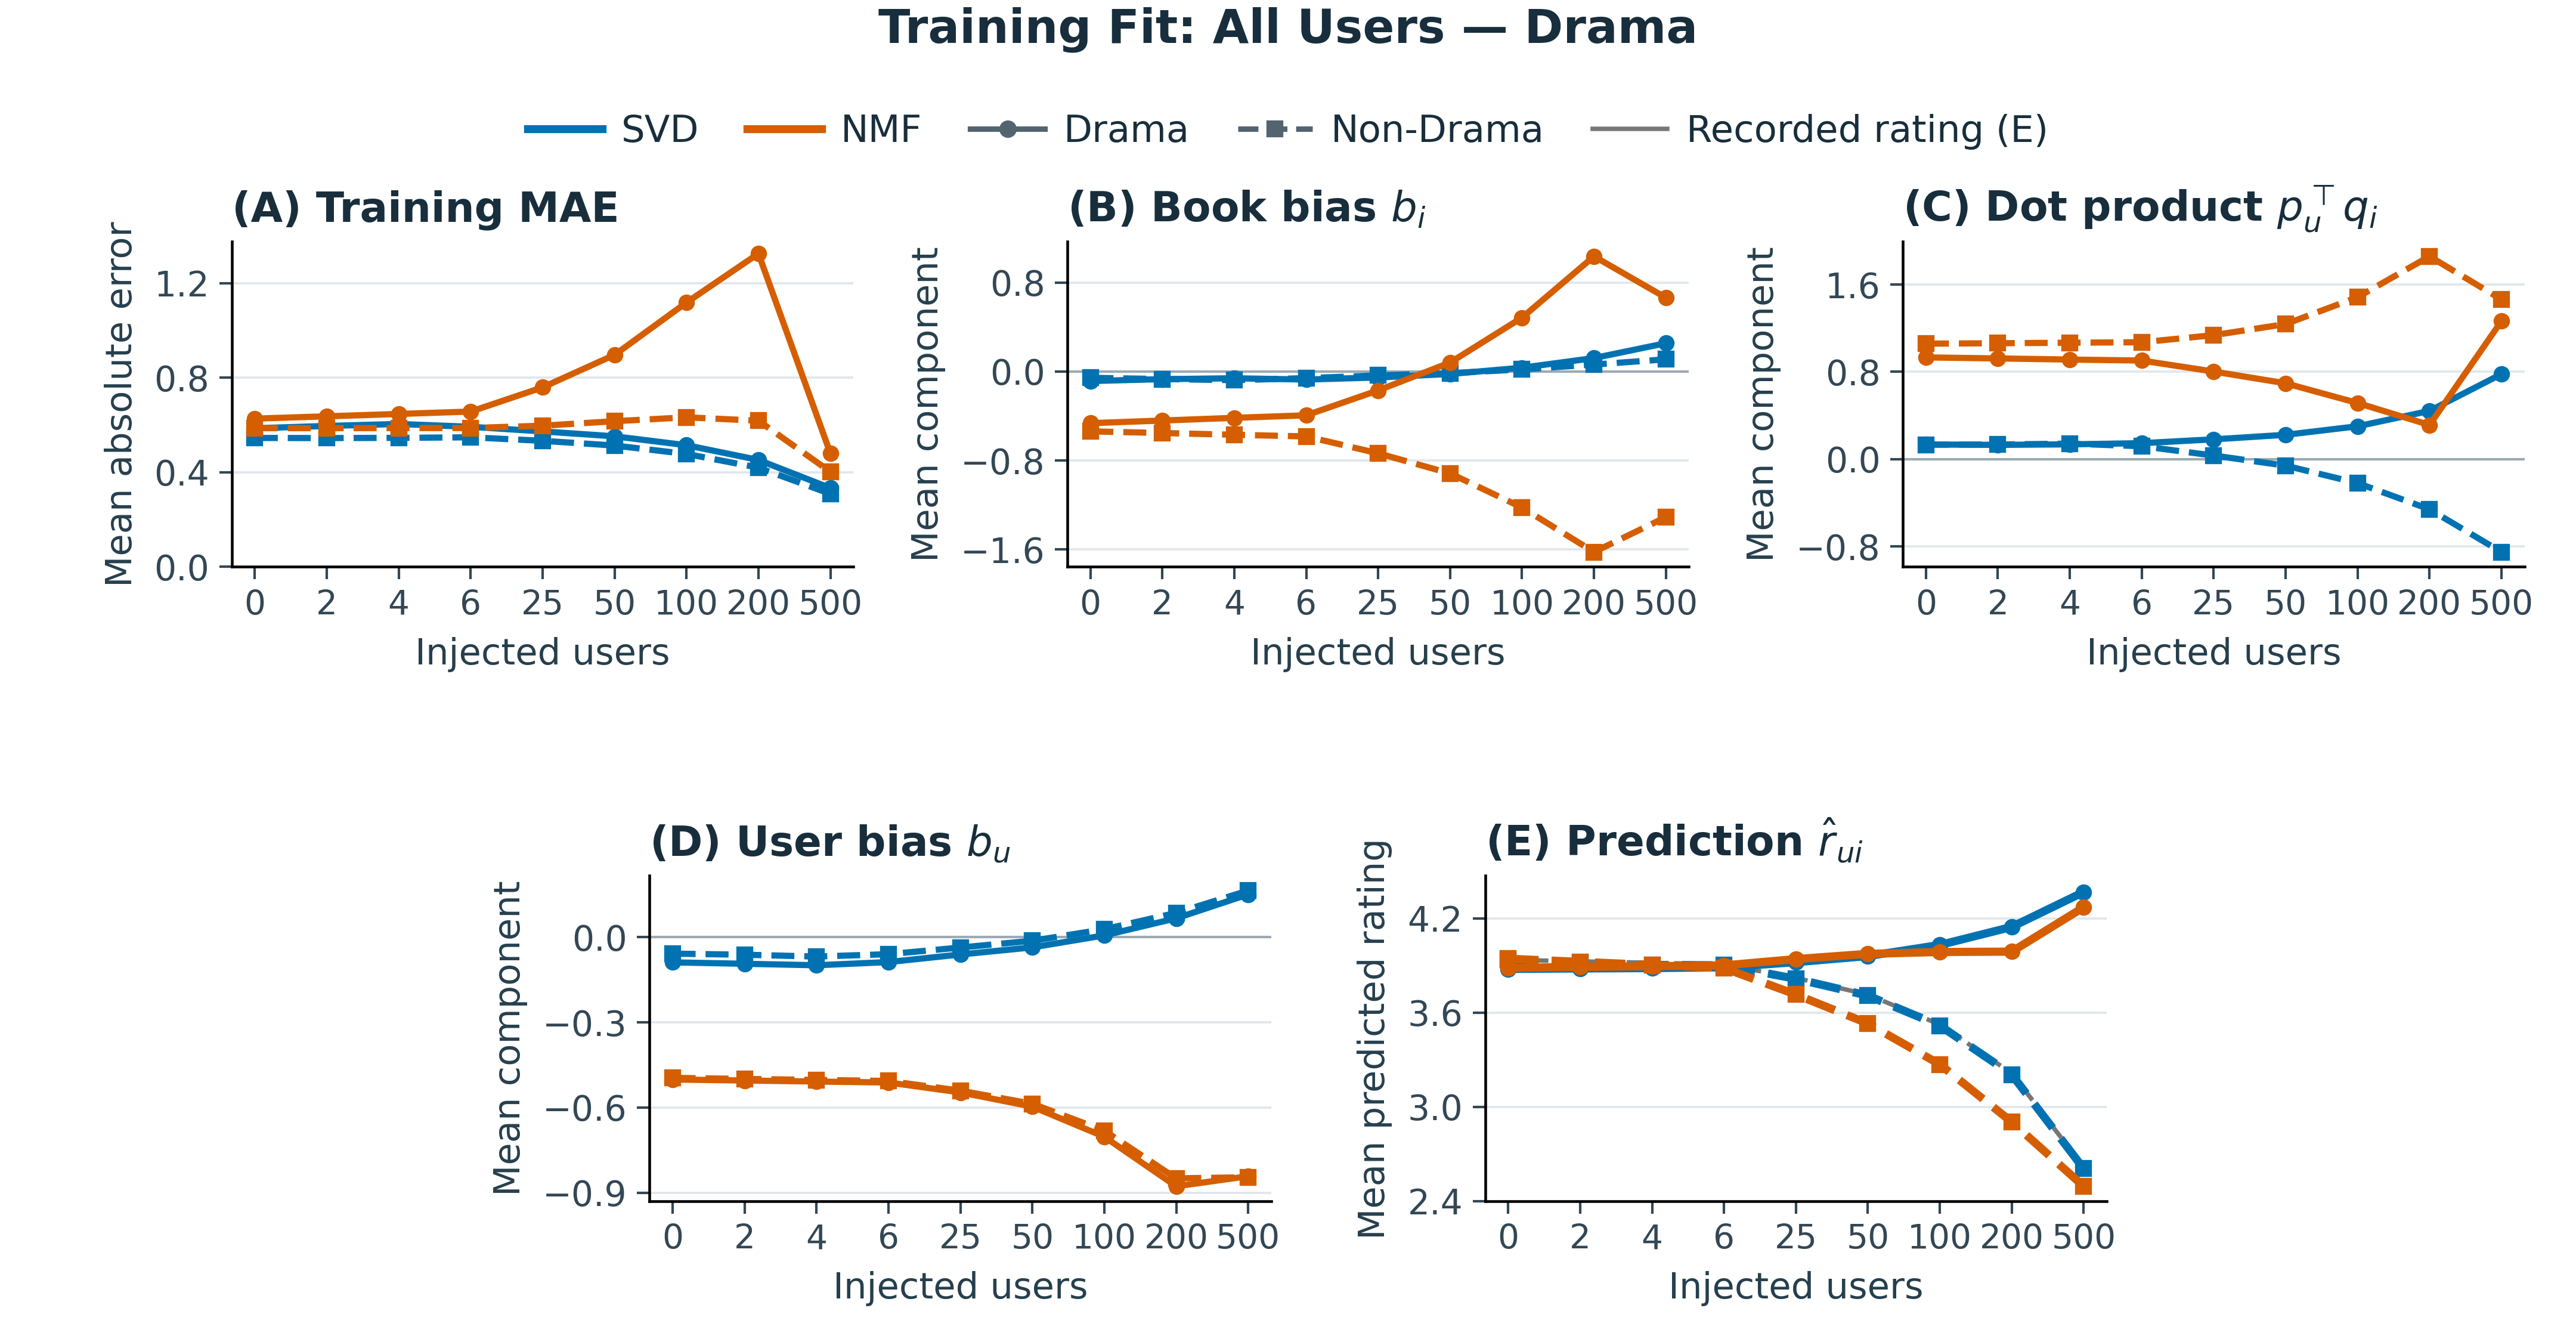 Training Fit: All Users — Drama
SVD NMF Drama Non-Drama Recorded rating (E)
(A) Training MAE
Mean absolute error
1.2
0.8
0.4
0.0
0 2 4 6 25 50 100 200 500
Injected users
(B) Book bias b_i
Mean component
0.8
0.0
−0.8
−1.6
0 2 4 6 25 50 100 200 500
Injected users
(C) Dot product p_u^⊤ q_i
Mean component
1.6
0.8
0.0
−0.8
0 2 4 6 25 50 100 200 500
Injected users
(D) User bias b_u
Mean component
0.0
−0.3
−0.6
−0.9
0 2 4 6 25 50 100 200 500
Injected users
(E) Prediction r̂_ui
Mean predicted rating
4.2
3.6
3.0
2.4
0 2 4 6 25 50 100 200 500
Injected users